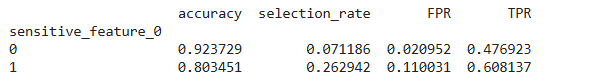 accuracy selection_rate FPR TPR
sensitive_feature_0
0 0.923729 0.071186 0.020952 0.476923
1 0.803451 0.262942 0.110031 0.608137